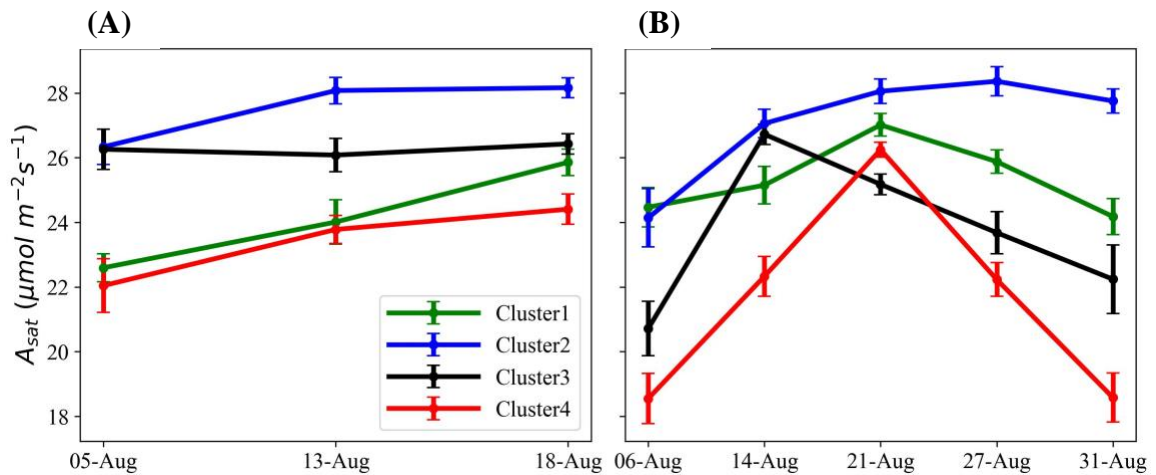 (A) (B)
A_sat (μmol m⁻²s⁻¹)
28
26
24
22
20
18
Cluster1
Cluster2
Cluster3
Cluster4
05-Aug 13-Aug 18-Aug
06-Aug 14-Aug 21-Aug 27-Aug 31-Aug